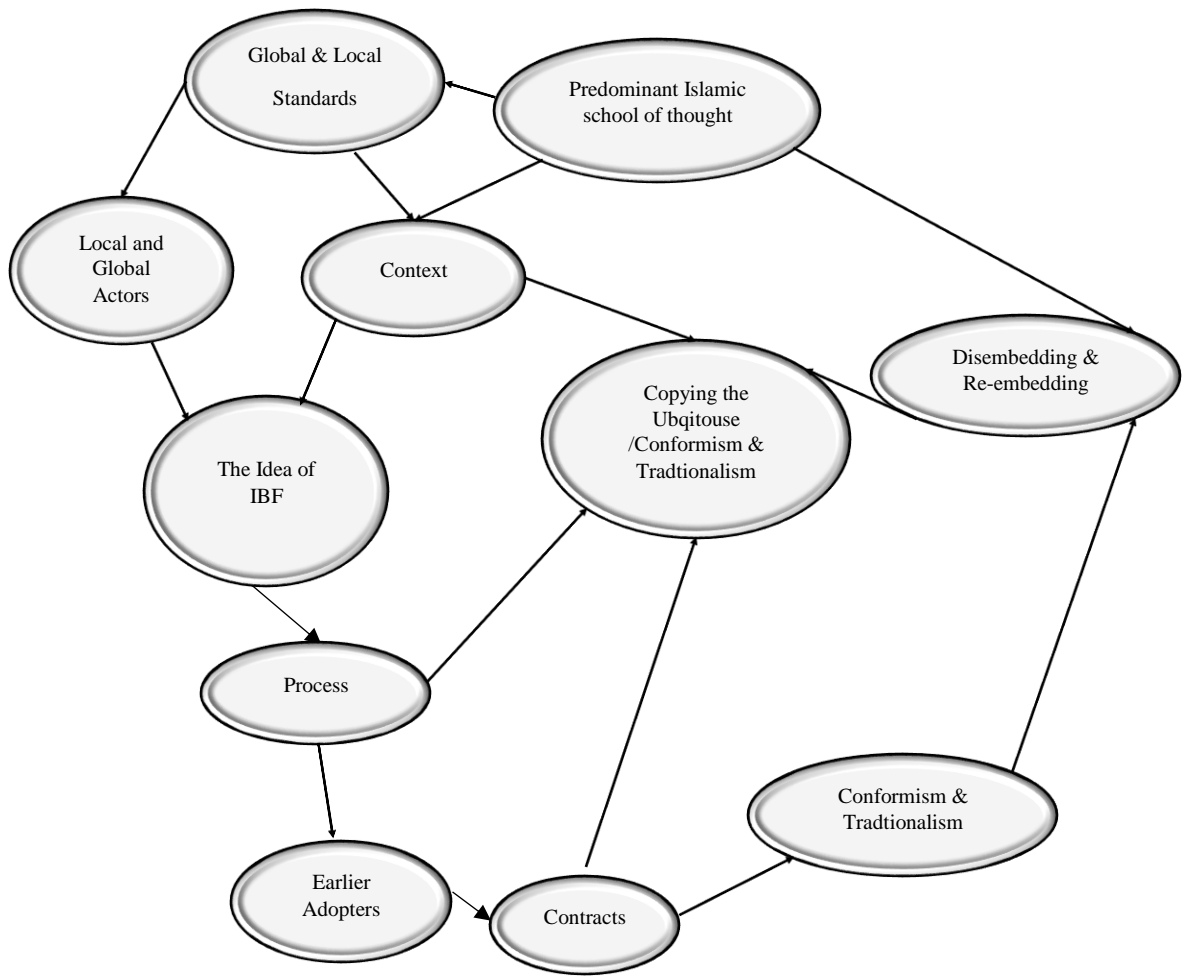 Global & Local
Standards
Predominant Islamic
school of thought
Local and
Global
Actors
Context
Disembedding &
Re-embedding
Copying the
Ubqitouse
/Conformism &
Tradtionalism
The Idea of
IBF
Process
Conformism &
Tradtionalism
Earlier
Adopters
Contracts